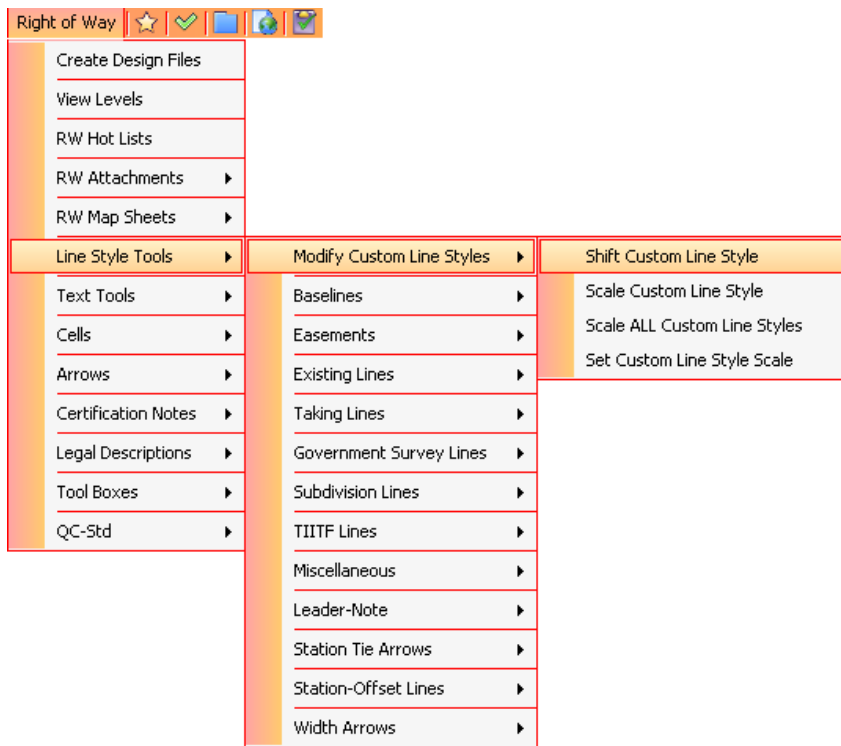 Right of Way
Create Design Files
View Levels
RW Hot Lists
RW Attachments
RW Map Sheets
Line Style Tools
Text Tools
Cells
Arrows
Certification Notes
Legal Descriptions
Tool Boxes
QC-Std
Modify Custom Line Styles
Baselines
Easements
Existing Lines
Taking Lines
Government Survey Lines
Subdivision Lines
TIITF Lines
Miscellaneous
Leader-Note
Station Tie Arrows
Station-Offset Lines
Width Arrows
Shift Custom Line Style
Scale Custom Line Style
Scale ALL Custom Line Styles
Set Custom Line Style Scale